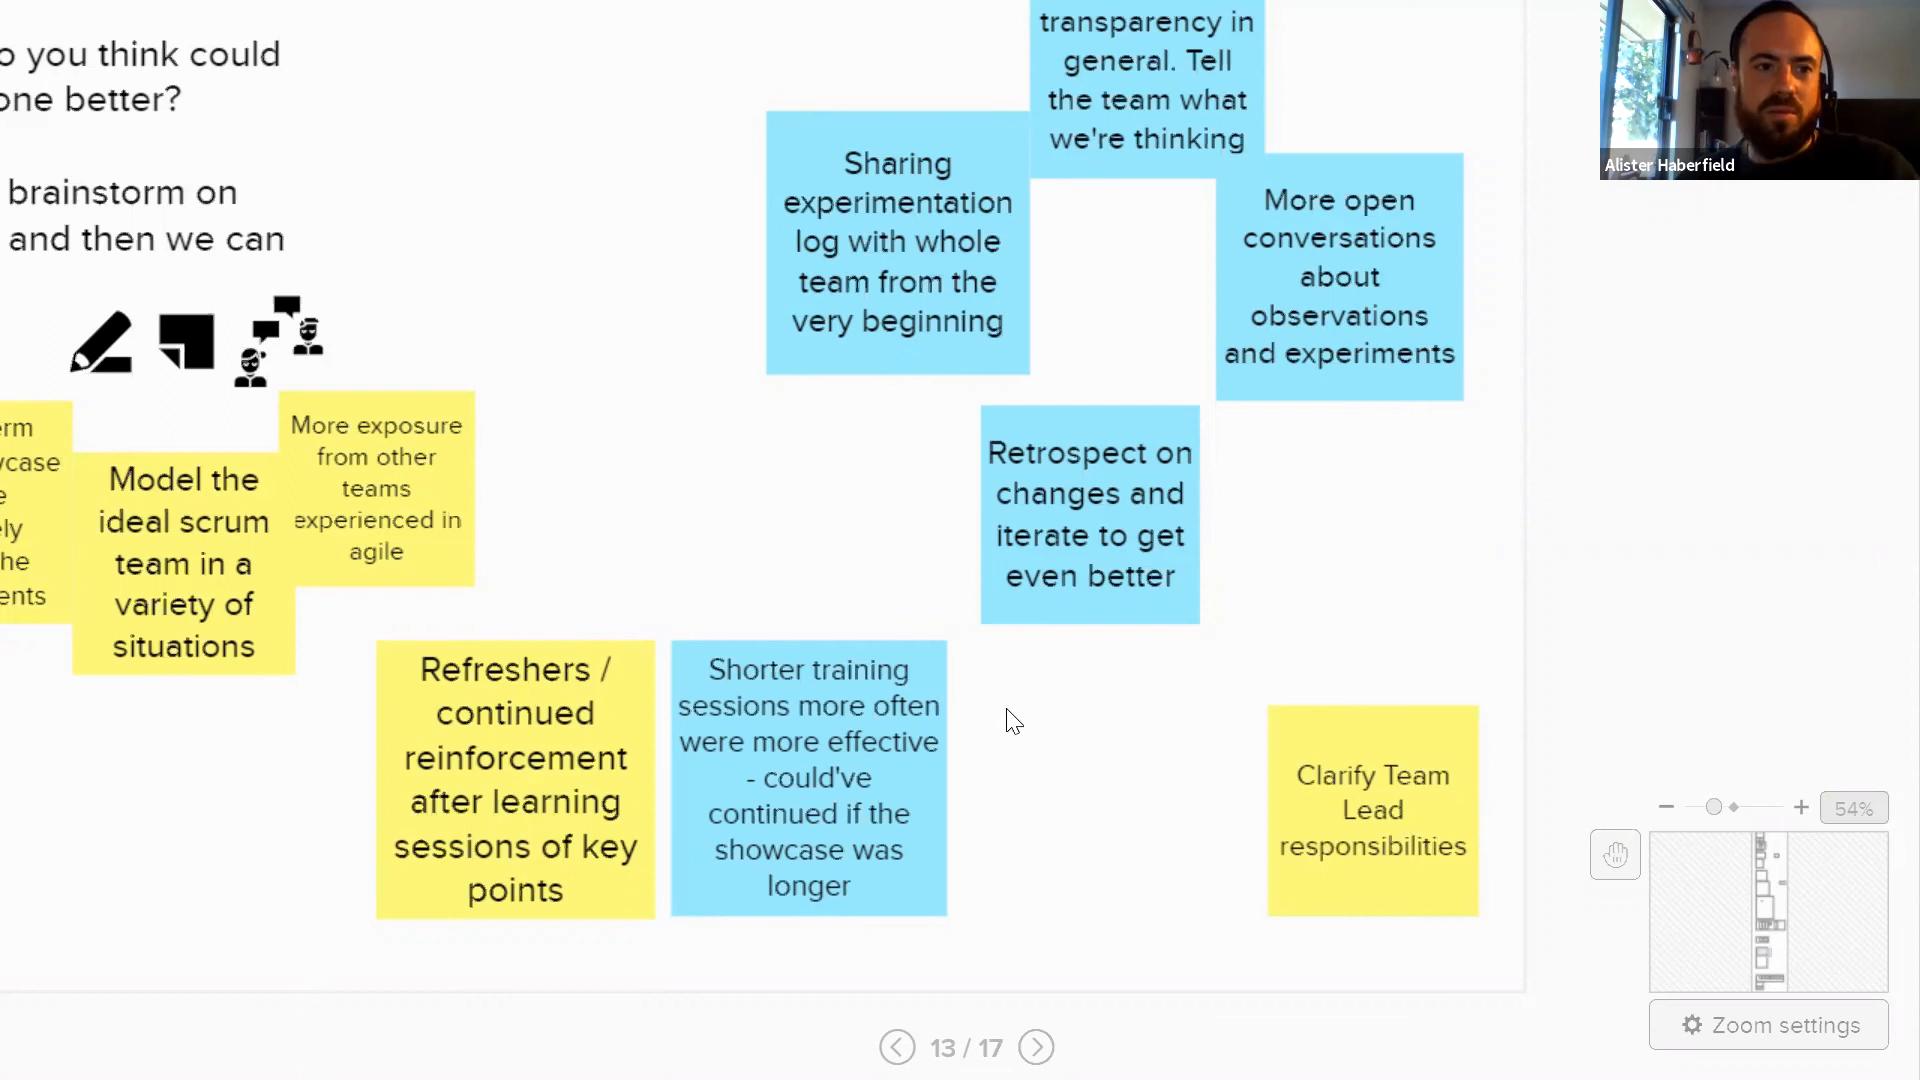 o you think could
one better?
brainstorm on
and then we can
transparency in
general. Tell
the team what
we're thinking
Sharing
experimentation
log with whole
team from the
very beginning
More open
conversations
about
observations
and experiments
Alister Haberfield
erm
wcase
e
ely
he
ents
Model the
ideal scrum
team in a
variety of
situations
More exposure
from other
teams
experienced in
agile
Retrospect on
changes and
iterate to get
even better
Refreshers /
continued
reinforcement
after learning
sessions of key
points
Shorter training
sessions more often
were more effective
- could've
continued if the
showcase was
longer
Clarify Team
Lead
responsibilities
54%
Zoom settings
13 / 17